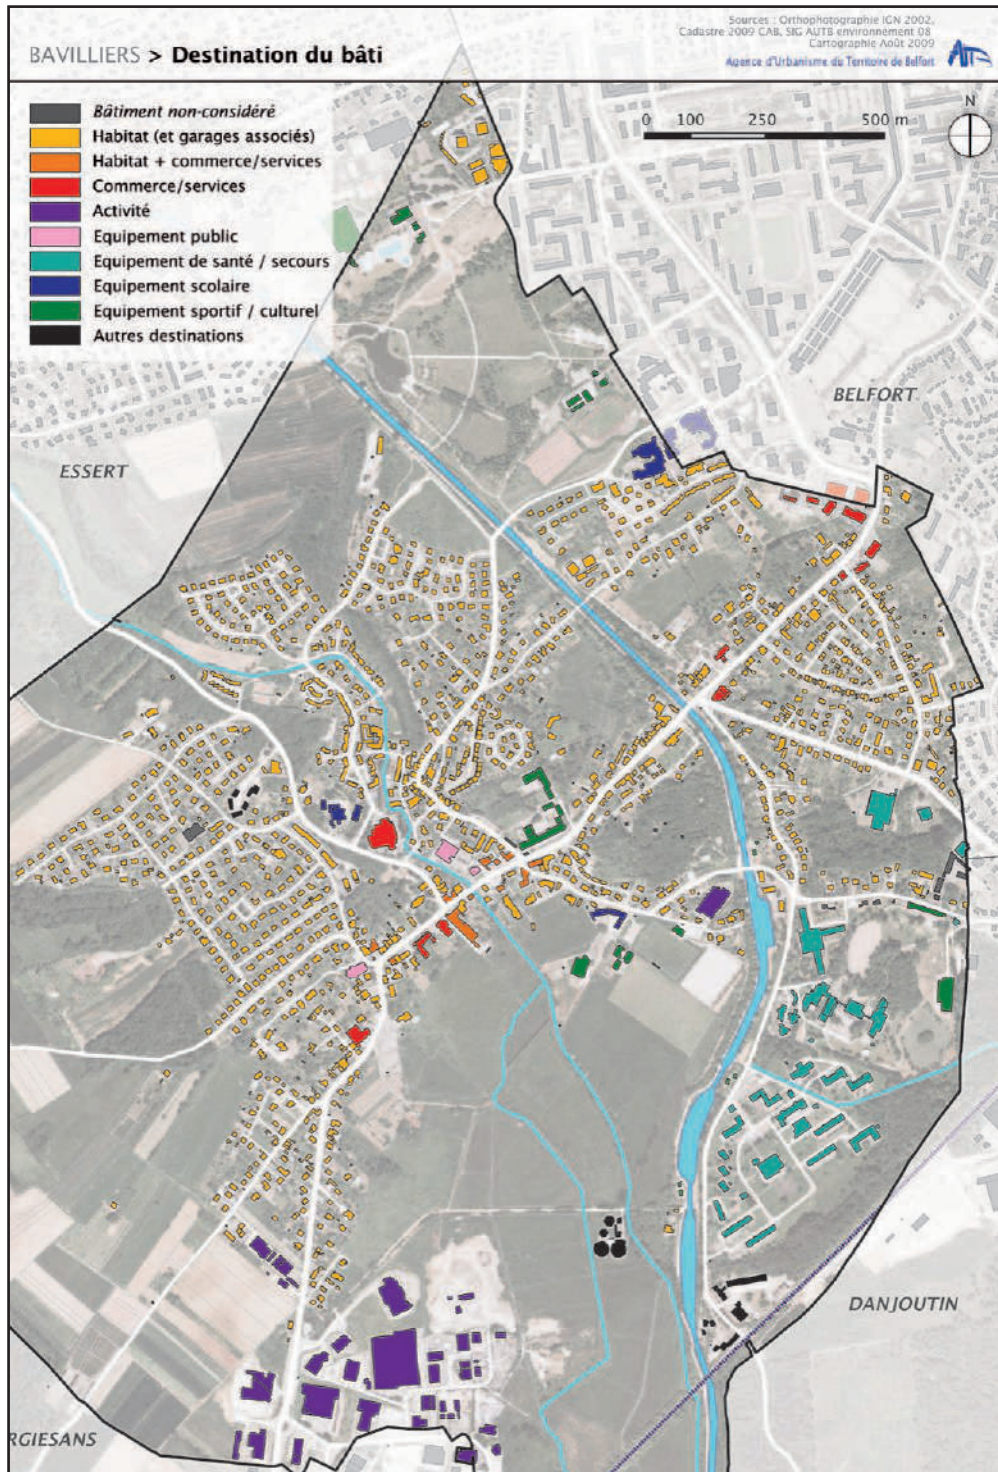 Sources : Orthophotographie IGN 2002,
Cadastre 2009 CAB, SIG AUTB environnement 08
Cartographie Août 2009
Agence d'Urbanisme du Territoire de Belfort
BAVILLIERS > Destination du bâti
Bâtiment non-considéré
Habitat (et garages associés)
Habitat + commerce/services
Commerce/services
Activité
Equipement public
Equipement de santé / secours
Equipement scolaire
Equipement sportif / culturel
Autres destinations
N
0 100 250 500 m
BELFORT
ESSERT
DANJOUTIN
RGIESANS